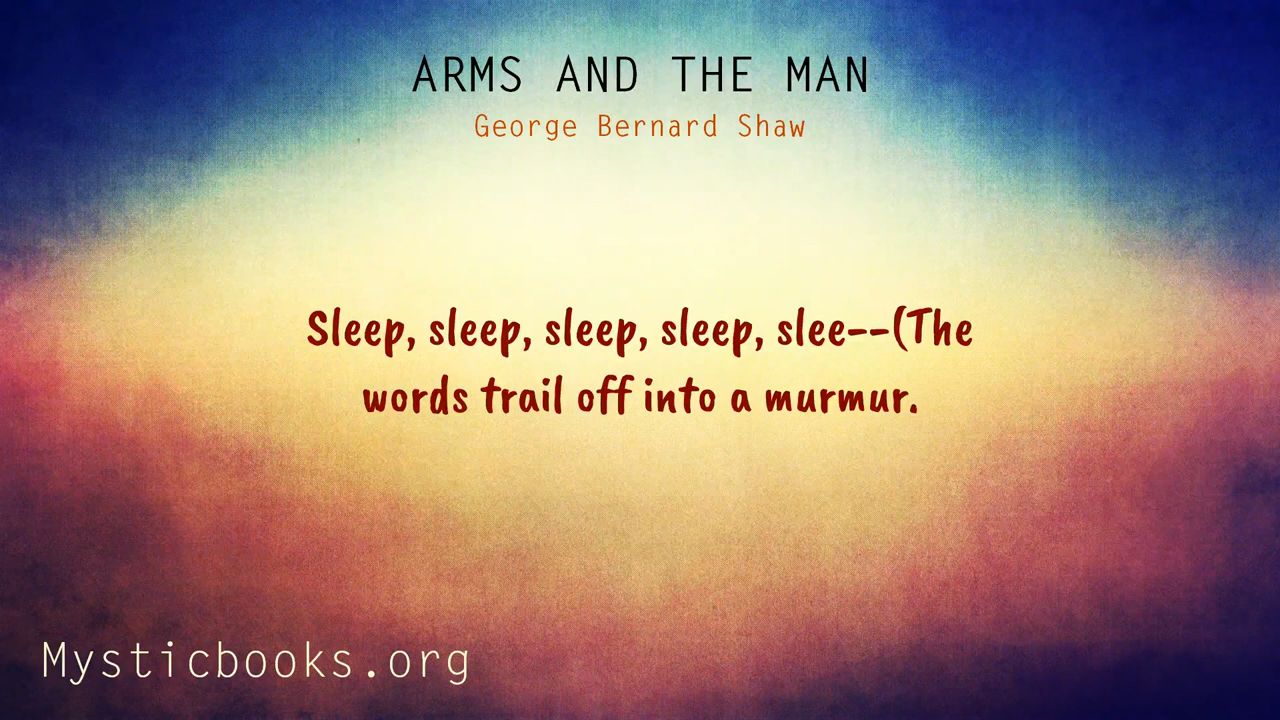 ARMS AND THE MAN
George Bernard Shaw
Sleep, sleep, sleep, sleep, slee--(The
words trail off into a murmur.
Mysticbooks.org